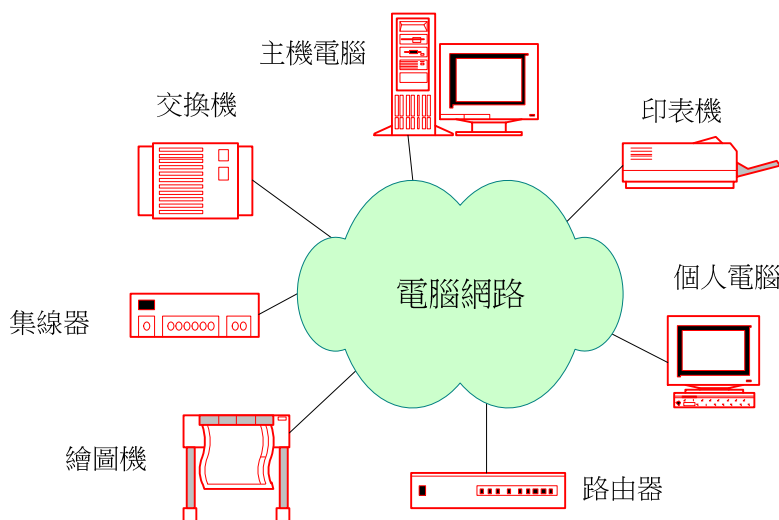 主機電腦
交換機
印表機
個人電腦
電腦網路
集線器
繪圖機
路由器